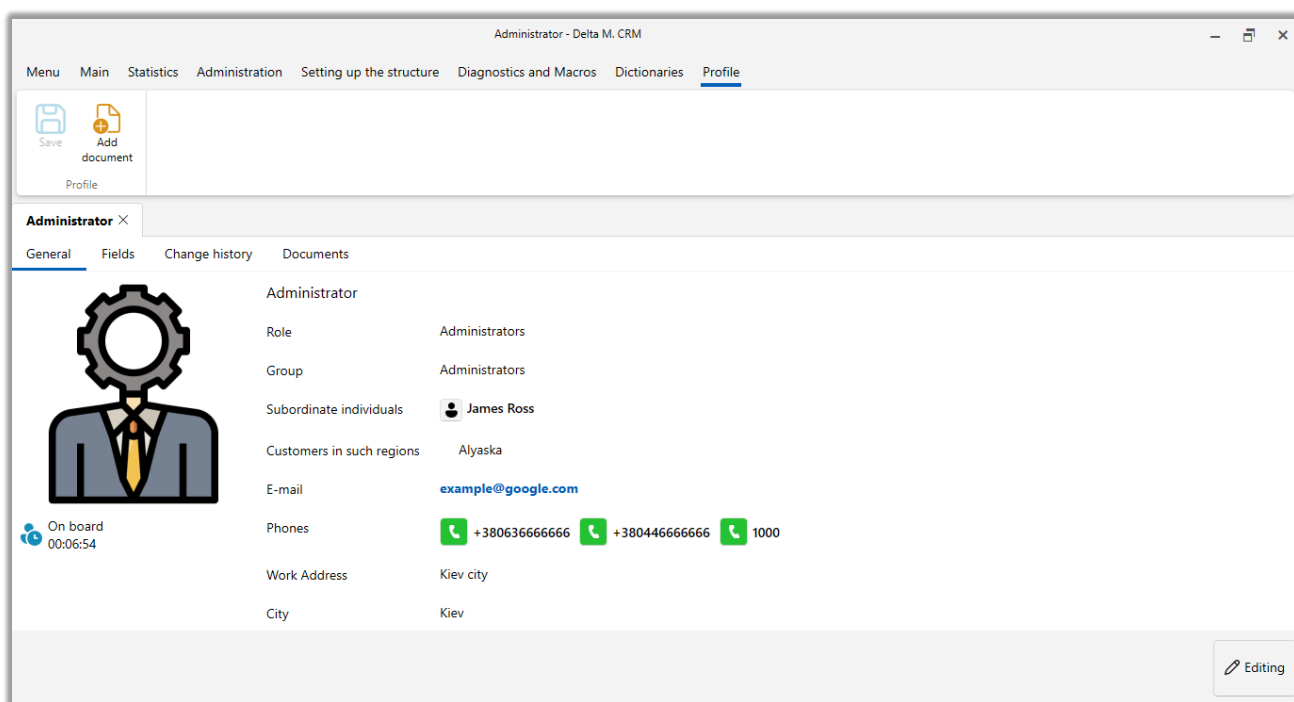 Administrator - Delta M. CRM
Menu Main Statistics Administration Setting up the structure Diagnostics and Macros Dictionaries Profile
Save
Add
document
Profile
Administrator
General Fields Change history Documents
Administrator
Role Administrators
Group Administrators
Subordinate individuals James Ross
Customers in such regions Alyaska
E-mail example@google.com
On board
00:06:54
Phones +380636666666 +380446666666 1000
Work Address Kiev city
City Kiev
Editing